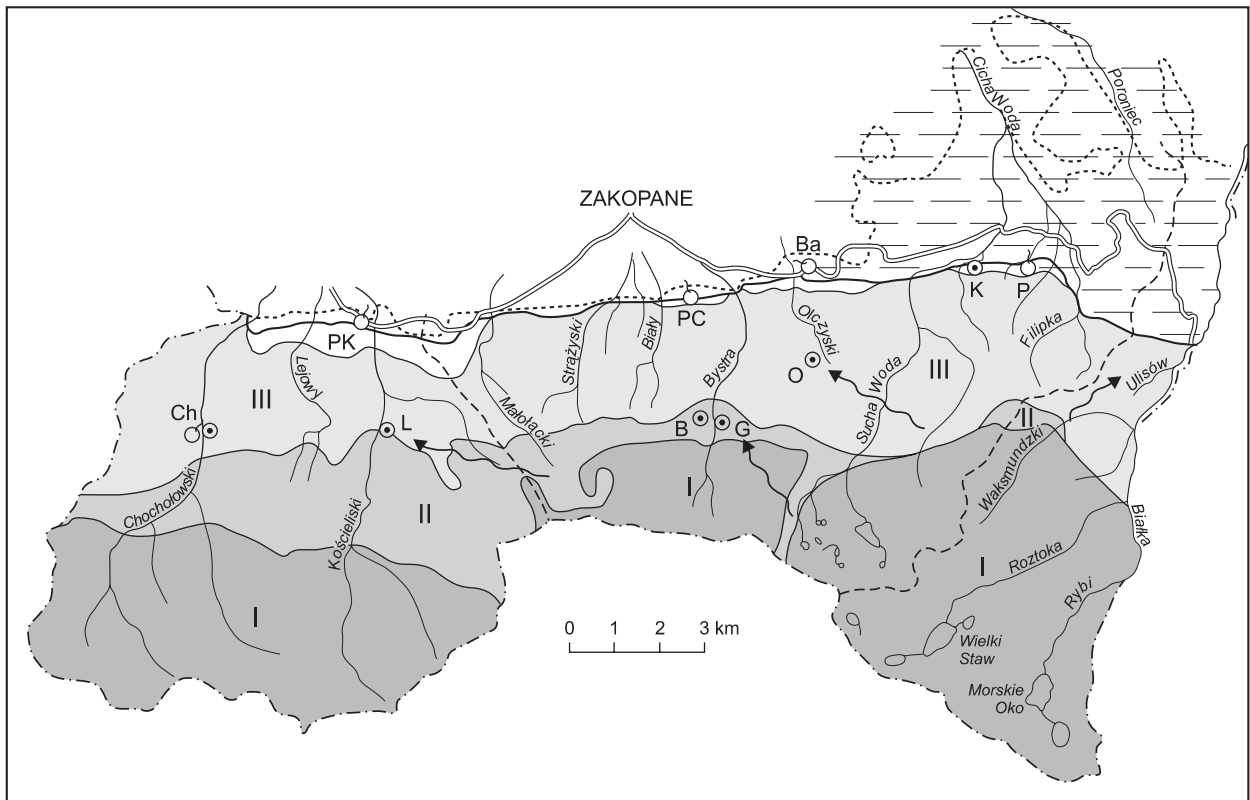 Cicha Woda
Poroniec
ZAKOPANE
Ba
K
P
PC
PK
Lejowy
Strążyski
Biały
Bystra
Olczyski
Filipka
O
Sucha Woda
III
Ulisów
III
Ch
L
Małołącki
B
G
II
Waksmundzki
Chochołowski
Kościeliski
II
I
Białka
I
Roztoka
Rybi
I
0 1 2 3 km
Wielki
Staw
Morskie
Oko